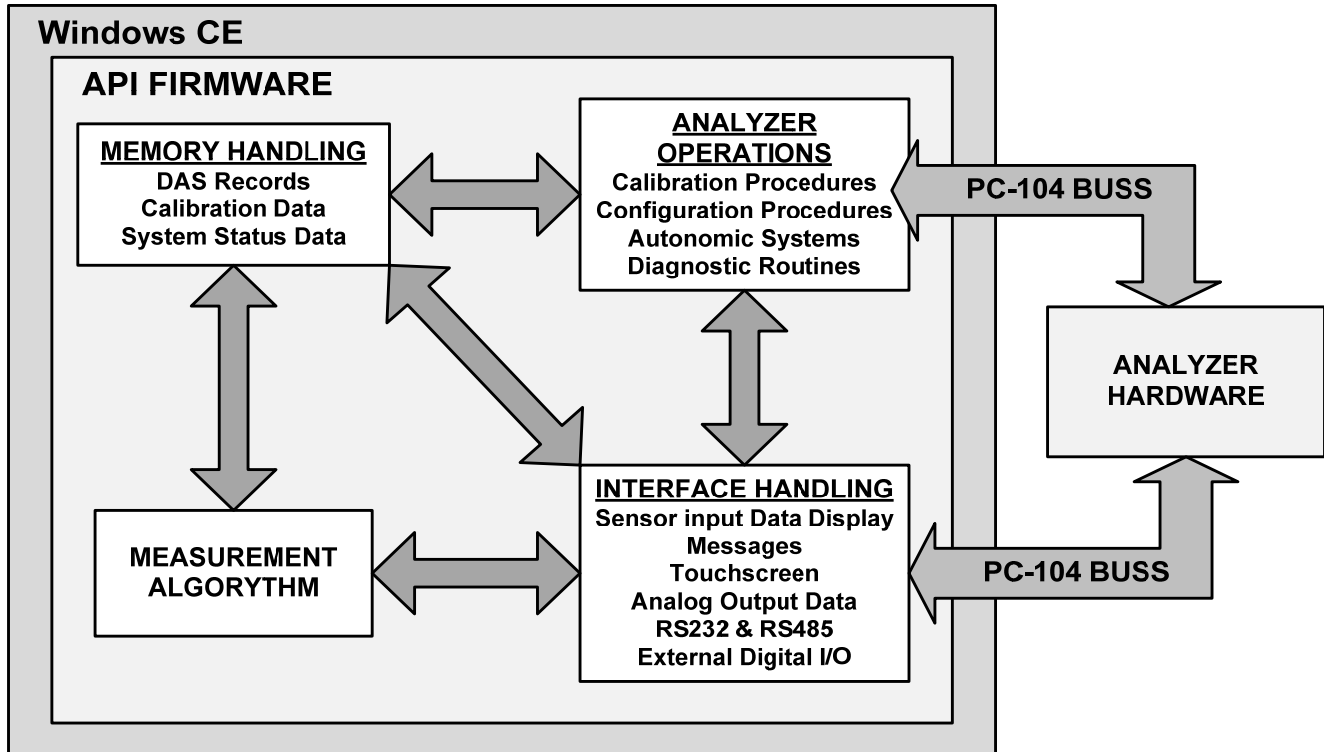 Windows CE
API FIRMWARE
MEMORY HANDLING
DAS Records
Calibration Data
System Status Data
ANALYZER
OPERATIONS
Calibration Procedures
Configuration Procedures
Autonomic Systems
Diagnostic Routines
PC-104 BUSS
ANALYZER
HARDWARE
MEASUREMENT
ALGORYTHM
INTERFACE HANDLING
Sensor input Data Display
Messages
Touchscreen
Analog Output Data
RS232 & RS485
External Digital I/O
PC-104 BUSS